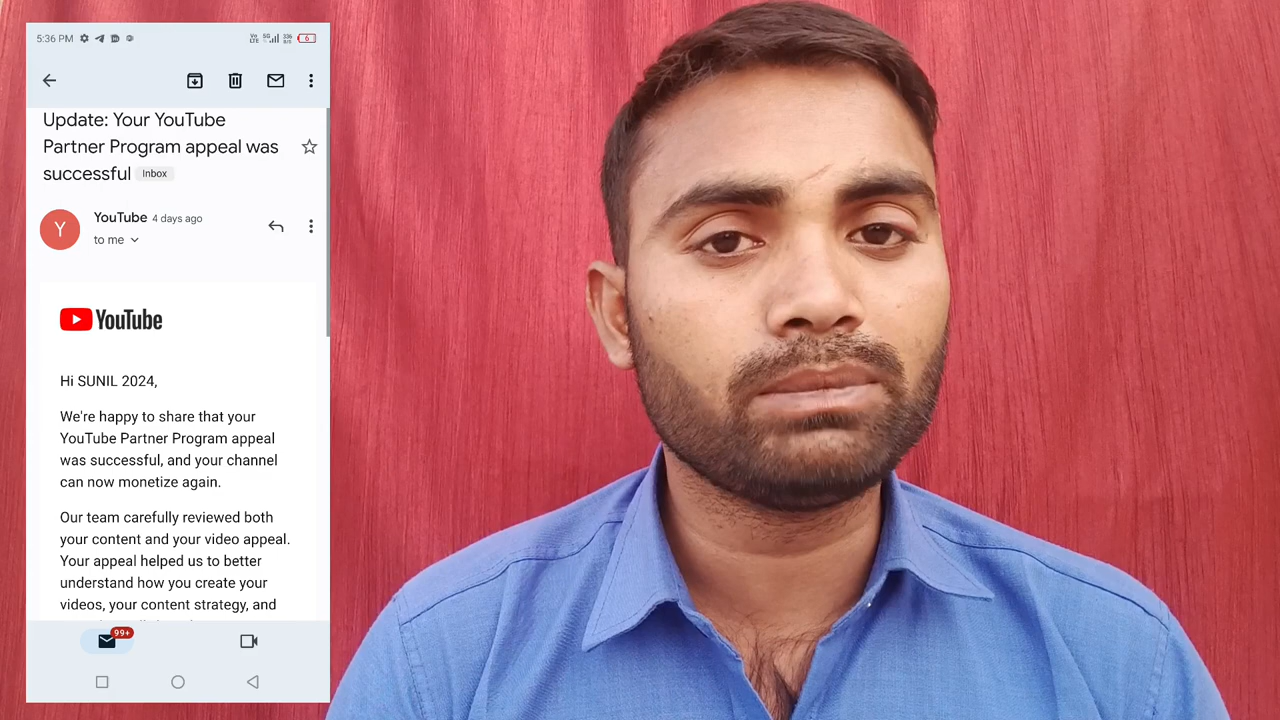 5:36 PM
6
Update: Your YouTube
Partner Program appeal was
successful Inbox
Y
YouTube 4 days ago
to me
YouTube
Hi SUNIL 2024,
We're happy to share that your
YouTube Partner Program appeal
was successful, and your channel
can now monetize again.
Our team carefully reviewed both
your content and your video appeal.
Your appeal helped us to better
understand how you create your
videos, your content strategy, and
99+